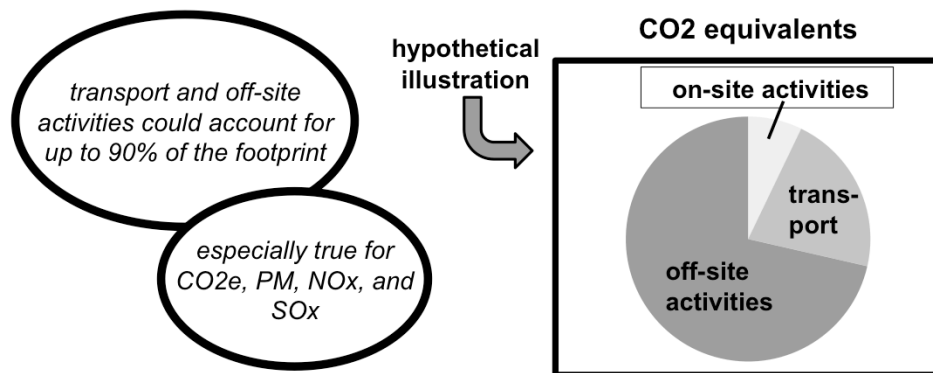 transport and off-site
activities could account for
up to 90% of the footprint
especially true for
CO2e, PM, NOx, and
SOx
hypothetical
illustration
CO2 equivalents
on-site activities
trans-
port
off-site
activities